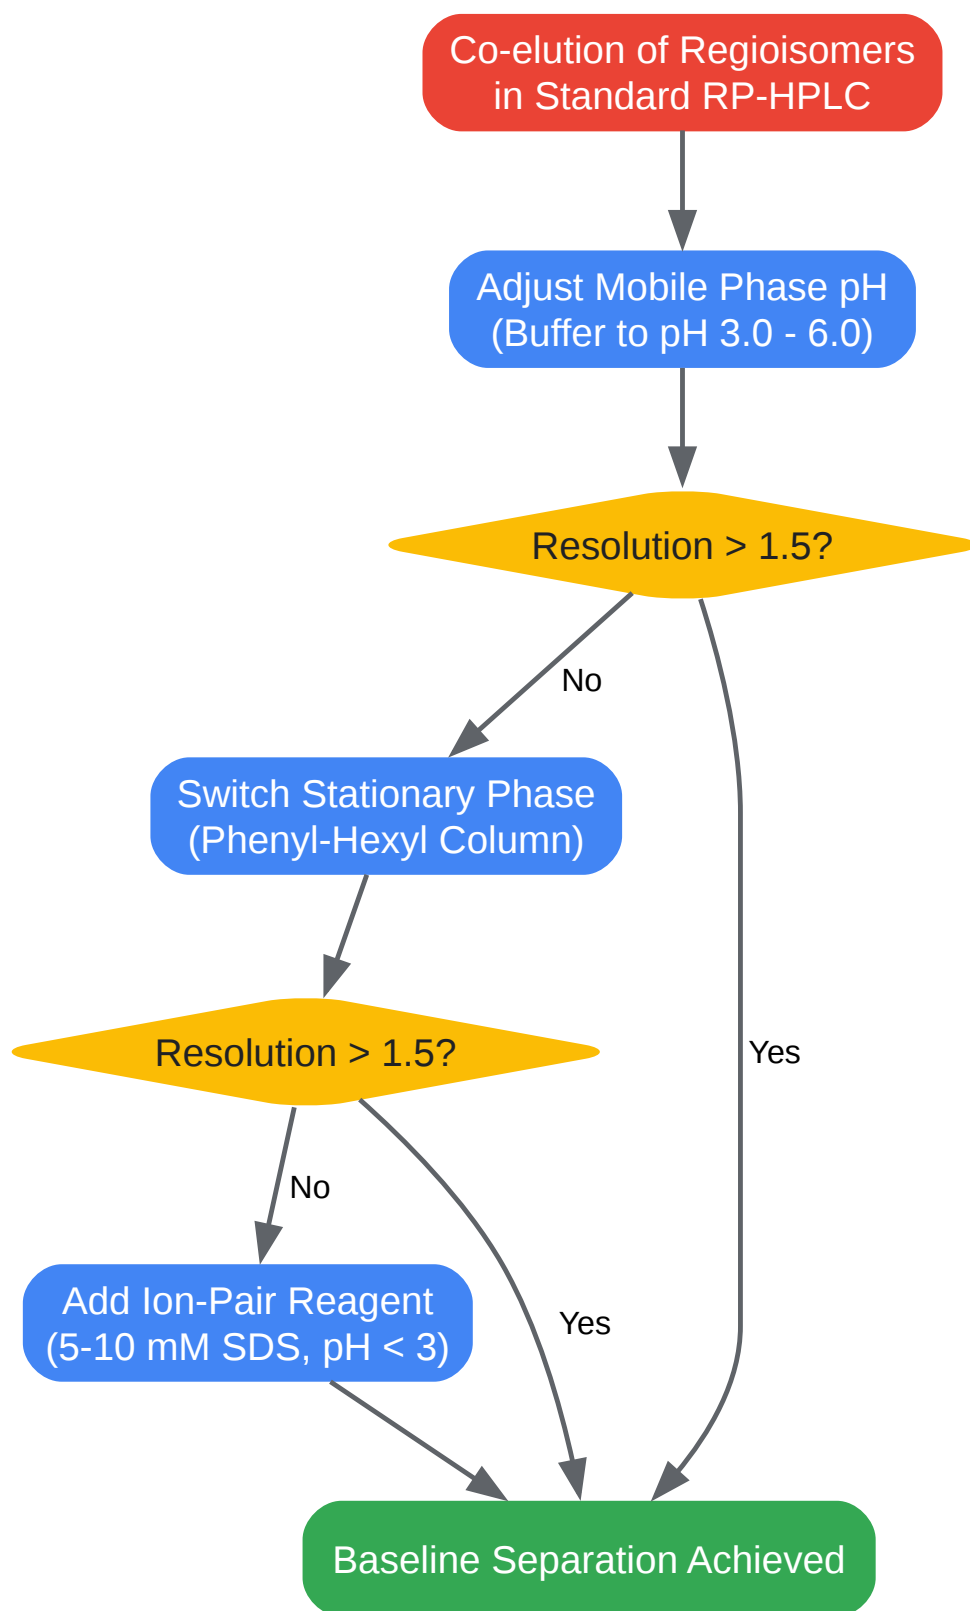 Co-elution of Regioisomers
in Standard RP-HPLC
Adjust Mobile Phase pH
(Buffer to pH 3.0 - 6.0)
Resolution > 1.5?
No
Switch Stationary Phase
(Phenyl-Hexyl Column)
Resolution > 1.5?
Yes
No
Add Ion-Pair Reagent
(5-10 mM SDS, pH < 3)
Yes
Baseline Separation Achieved